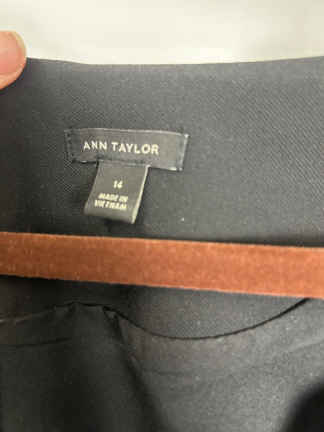 ANN TAYLOR
14
MADE IN
VIETNAM